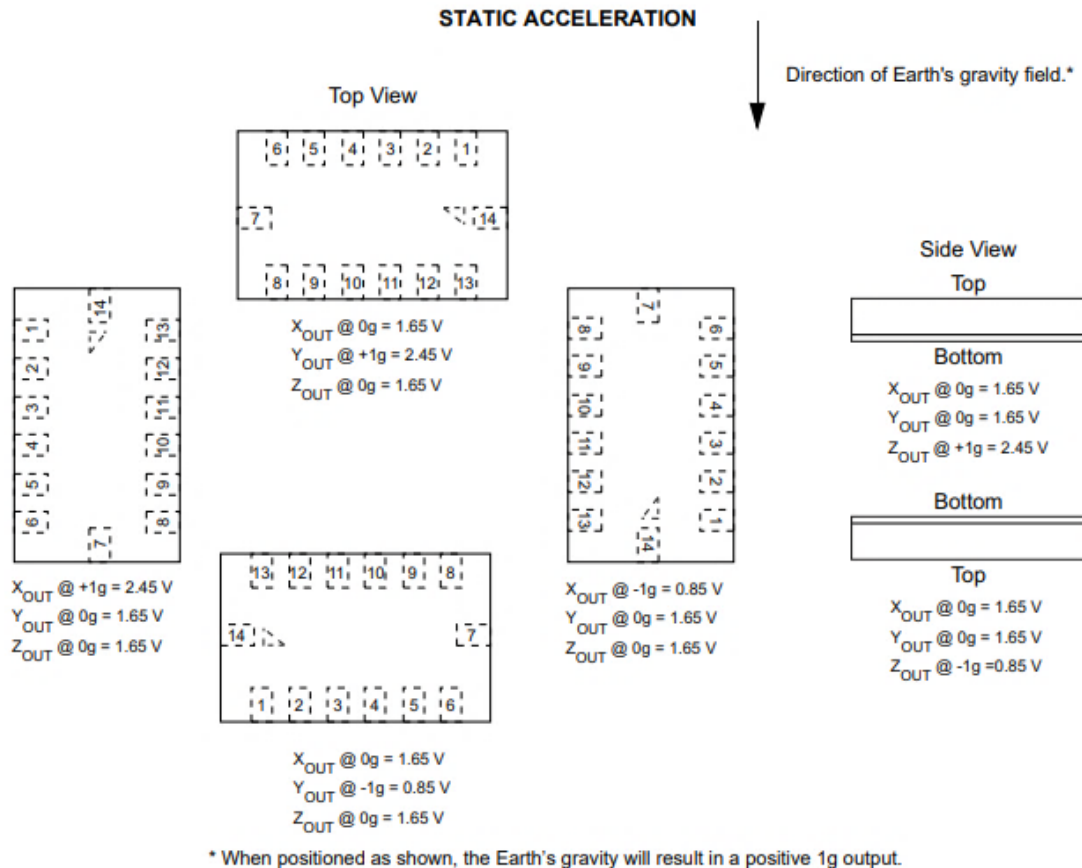 STATIC ACCELERATION
Direction of Earth's gravity field.*
Top View
6 5 4 3 2 1
7 14
8 9 10 11 12 13
X_OUT @ 0g = 1.65 V
Y_OUT @ +1g = 2.45 V
Z_OUT @ 0g = 1.65 V
14
1 13
2 12
3 11
4 10
5 9
6 8
7
X_OUT @ +1g = 2.45 V
Y_OUT @ 0g = 1.65 V
Z_OUT @ 0g = 1.65 V
13 12 11 10 9 8
14 7
1 2 3 4 5 6
X_OUT @ 0g = 1.65 V
Y_OUT @ -1g = 0.85 V
Z_OUT @ 0g = 1.65 V
7
8 6
9 5
10 4
11 3
12 2
13 1
14
X_OUT @ -1g = 0.85 V
Y_OUT @ 0g = 1.65 V
Z_OUT @ 0g = 1.65 V
Side View
Top
Bottom
X_OUT @ 0g = 1.65 V
Y_OUT @ 0g = 1.65 V
Z_OUT @ +1g = 2.45 V
Bottom
Top
X_OUT @ 0g = 1.65 V
Y_OUT @ 0g = 1.65 V
Z_OUT @ -1g =0.85 V
* When positioned as shown, the Earth's gravity will result in a positive 1g output.